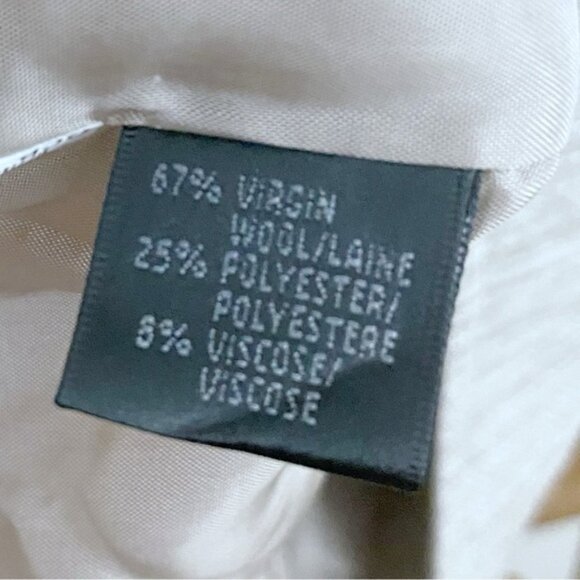 67% VIRGIN
WOOL/LAINE
25% POLYESTER/
POLYESTERE
8% VISCOSE/
VISCOSE